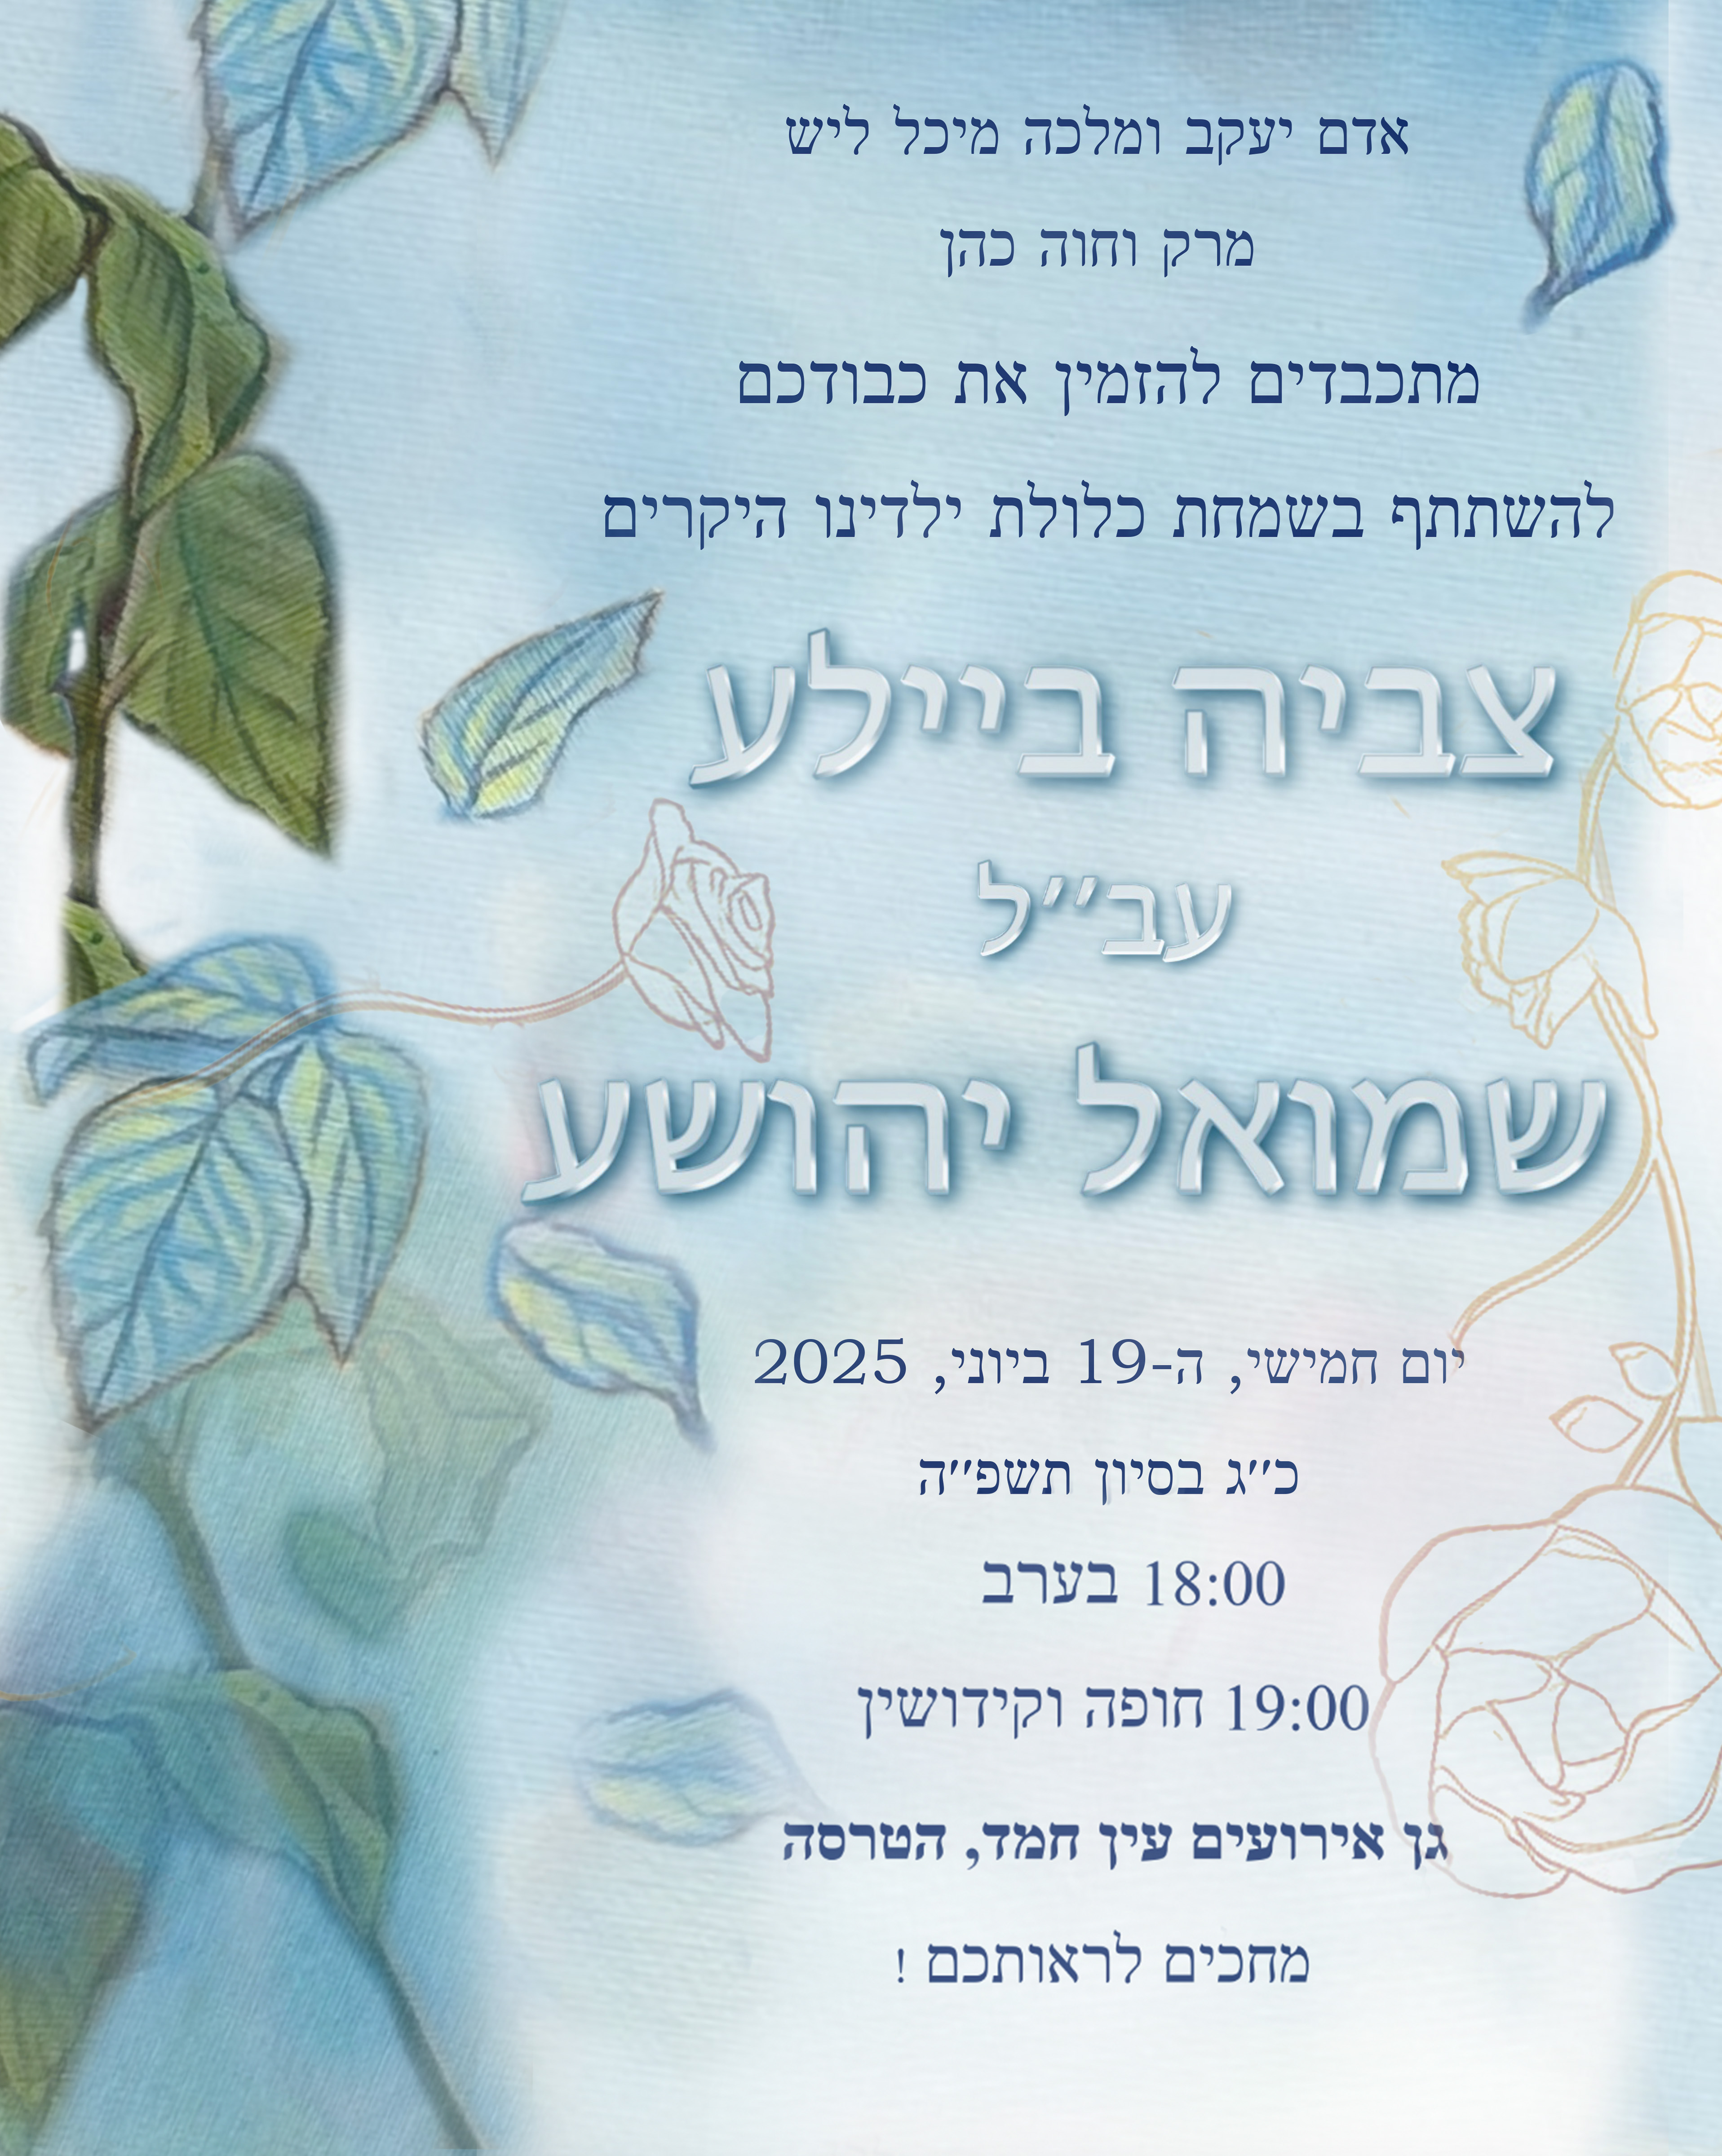 אדם יעקב ומלכה מיכל ליש
מרק וחוה כהן
מתכבדים להזמין את כבודכם
להשתתף בשמחת כלולת ילדינו היקרים
צביה ביילע
עב״ל
שמואל יהושע
יום חמישי, ה-19 ביוני, 2025
כ״ג בסיון תשפ״ה
18:00 בערב
19:00 חופה וקידושין
גן אירועים עין חמד, הטרסה
מחכים לראותכם !